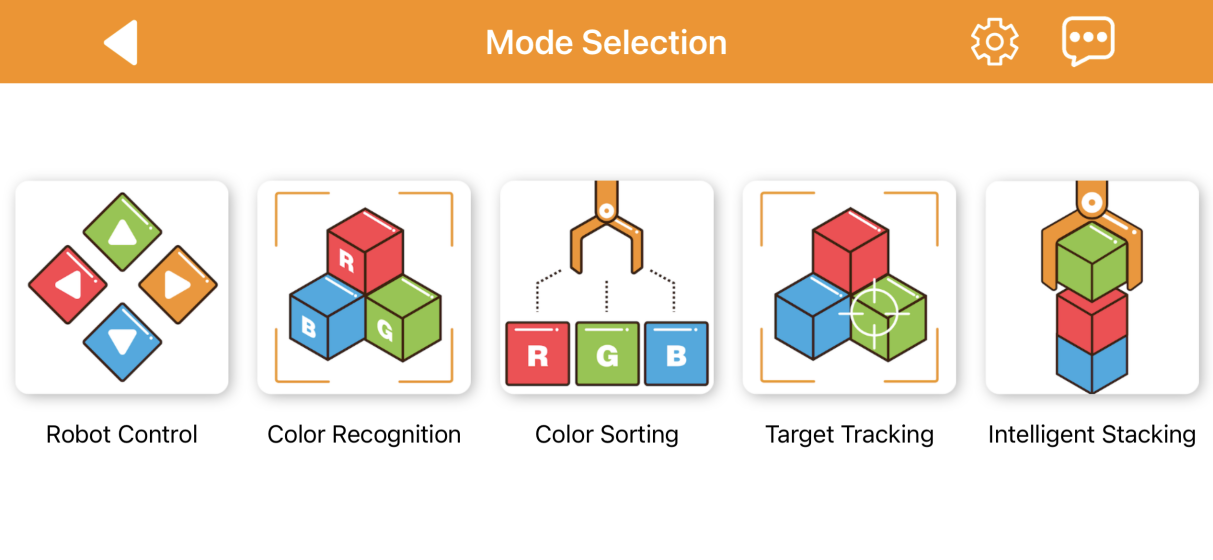 Mode Selection
R
B
G
R G B
Robot Control
Color Recognition
Color Sorting
Target Tracking
Intelligent Stacking